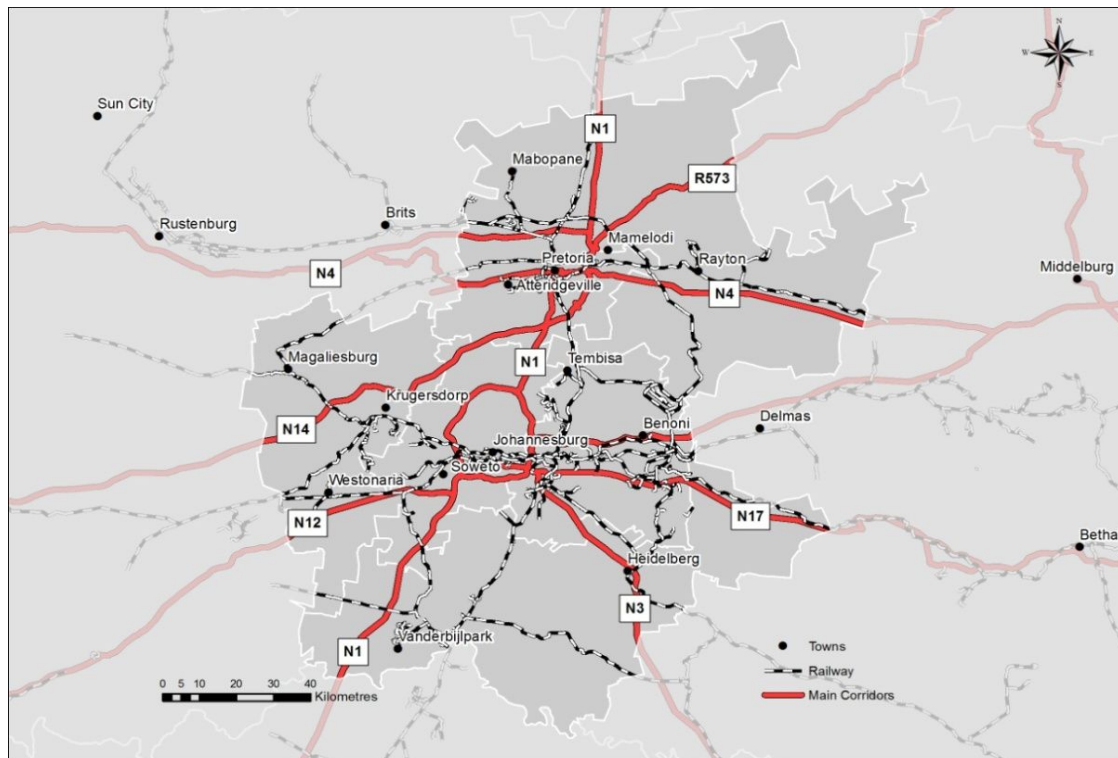 N
W E
S
Sun City
N1
Mabopane
R573
Rustenburg
Brits
Mamelodi
Pretoria
Rayton
N4
Atteridgeville
N4
Middelburg
Magaliesburg
N1
Tembisa
Krugersdorp
N14
Benoni
Delmas
Johannesburg
Soweto
Westonaria
N12
N17
Betha
Heidelberg
N3
Vanderbijlpark
N1
Towns
Railway
Main Corridors
0 5 10 20 30 40
Kilometres